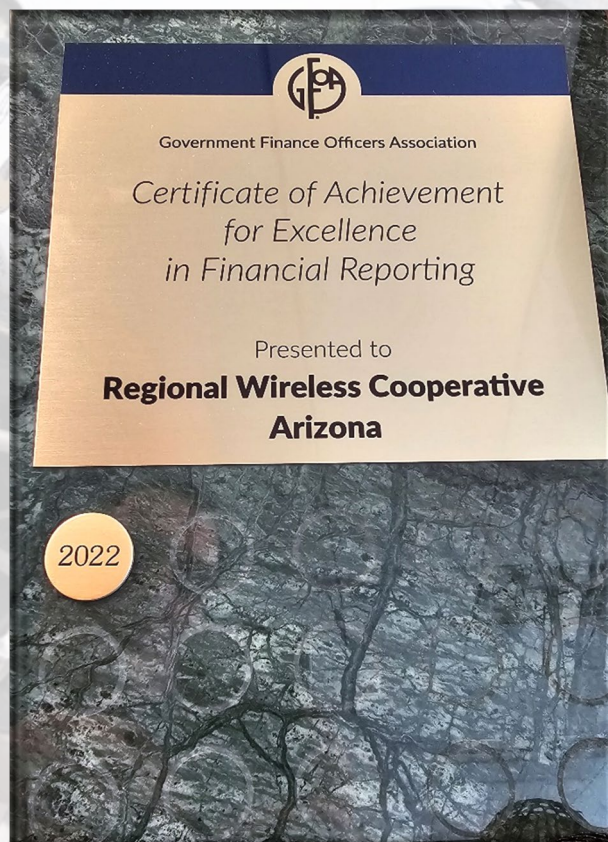 GFOA
Government Finance Officers Association
Certificate of Achievement
for Excellence
in Financial Reporting
Presented to
Regional Wireless Cooperative
Arizona
2022